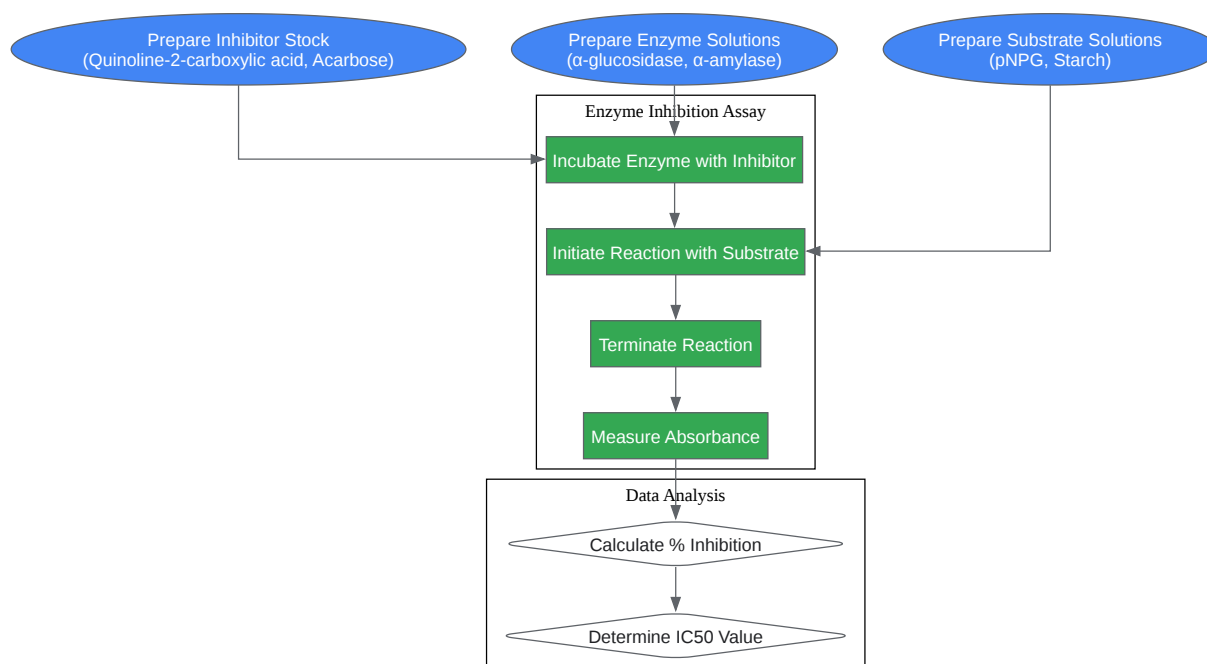 Prepare Inhibitor Stock
(Quinoline-2-carboxylic acid, Acarbose)
Prepare Enzyme Solutions
(α-glucosidase, α-amylase)
Prepare Substrate Solutions
(pNPG, Starch)
Enzyme Inhibition Assay
Incubate Enzyme with Inhibitor
Initiate Reaction with Substrate
Terminate Reaction
Measure Absorbance
Data Analysis
Calculate % Inhibition
Determine IC50 Value